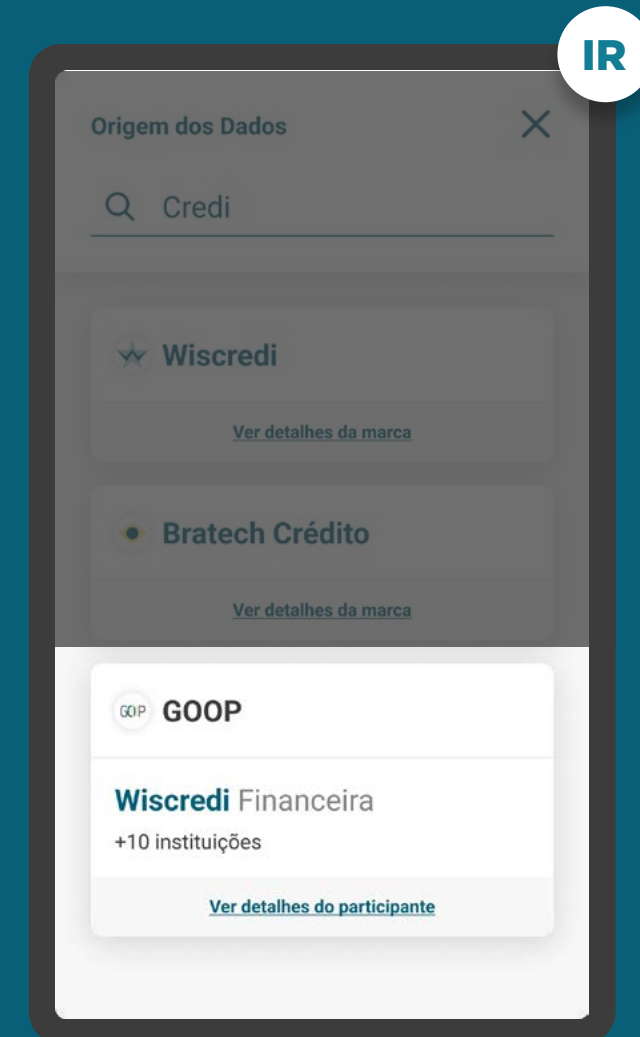 IR
Origem dos Dados
Credi
Wiscredi
Ver detalhes da marca
Bratech Crédito
Ver detalhes da marca
GOOP
GOOP
Wiscredi Financeira
+10 instituições
Ver detalhes do participante